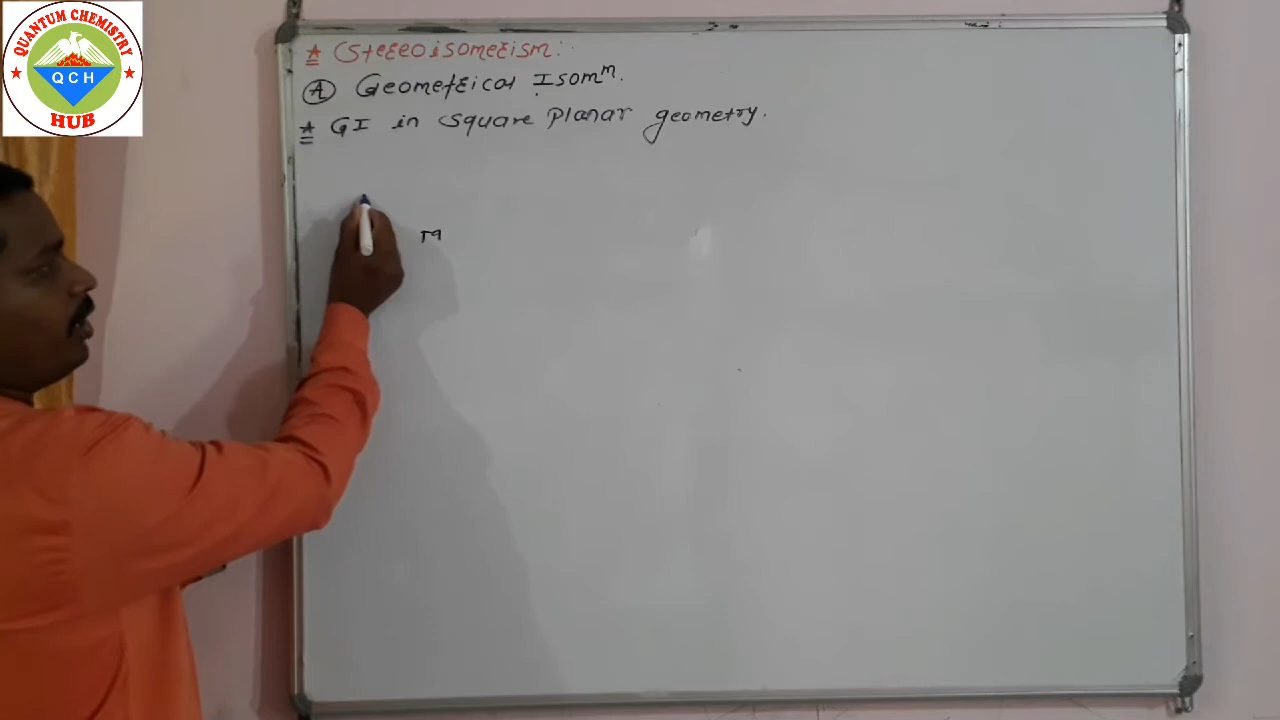 QUANTUM CHEMISTRY
QCH
HUB
* Stereoisomerism:
(A) Geometrical Isomᵐ.
* GI in square planar geometry.
M